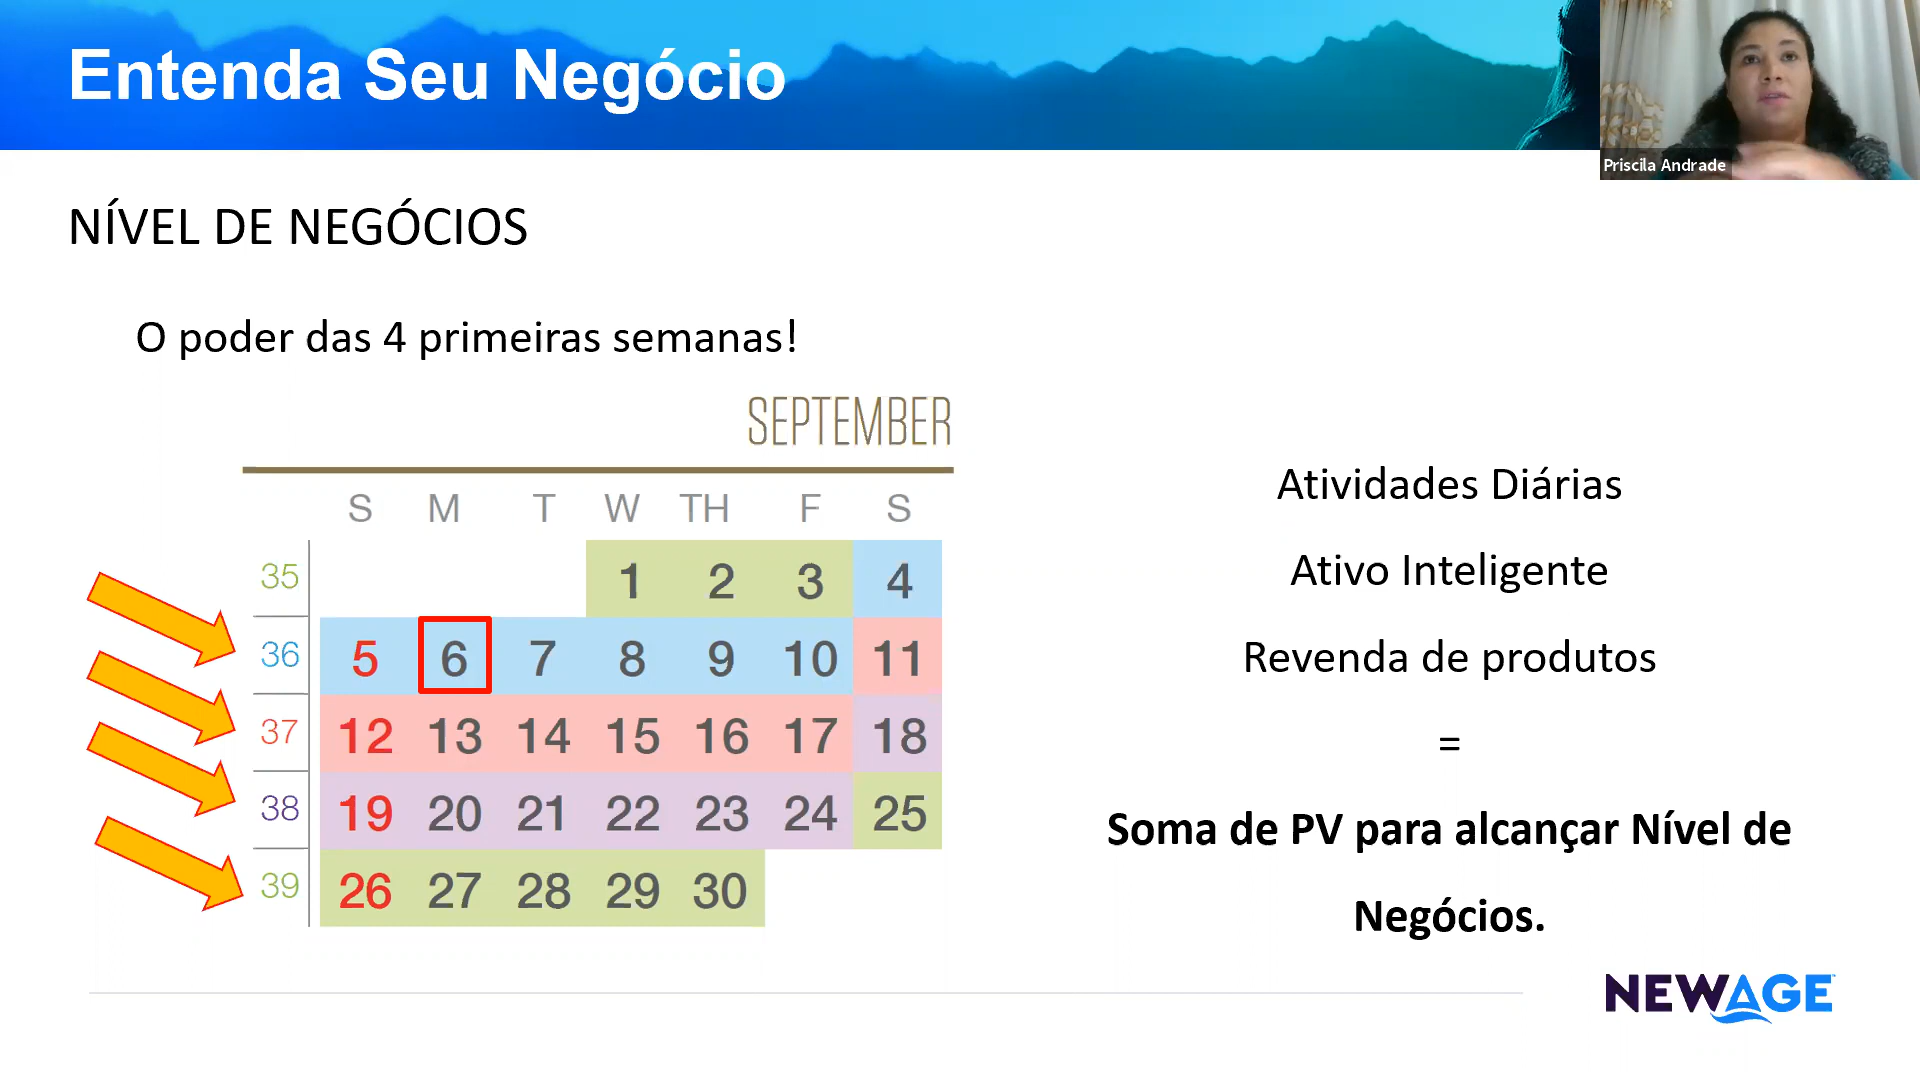 Entenda Seu Negócio
Priscila Andrade
NÍVEL DE NEGÓCIOS
O poder das 4 primeiras semanas!
SEPTEMBER
S M T W TH F S
35 1 2 3 4
36 5 6 7 8 9 10 11
37 12 13 14 15 16 17 18
38 19 20 21 22 23 24 25
39 26 27 28 29 30
Atividades Diárias
Ativo Inteligente
Revenda de produtos
=
Soma de PV para alcançar Nível de
Negócios.
NEWAGE